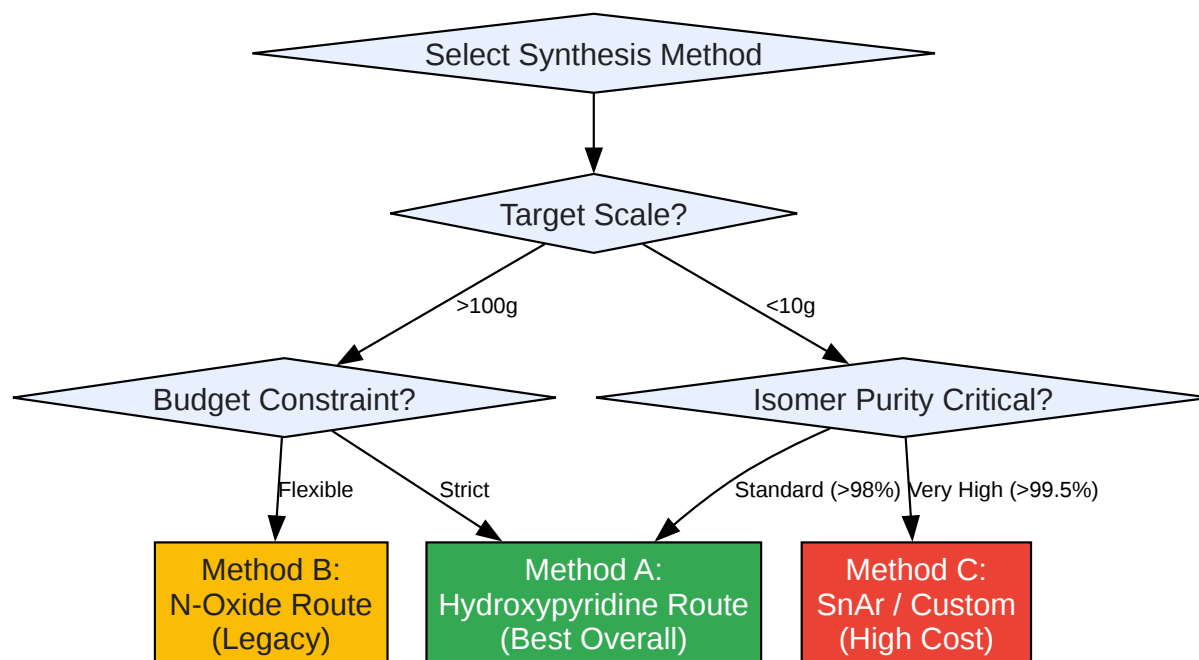 Select Synthesis Method
Target Scale?
>100g
<10g
Budget Constraint?
Isomer Purity Critical?
Flexible
Strict
Standard (>98%)
Very High (>99.5%)
Method B:
N-Oxide Route
(Legacy)
Method A:
Hydroxypyridine Route
(Best Overall)
Method C:
SnAr / Custom
(High Cost)